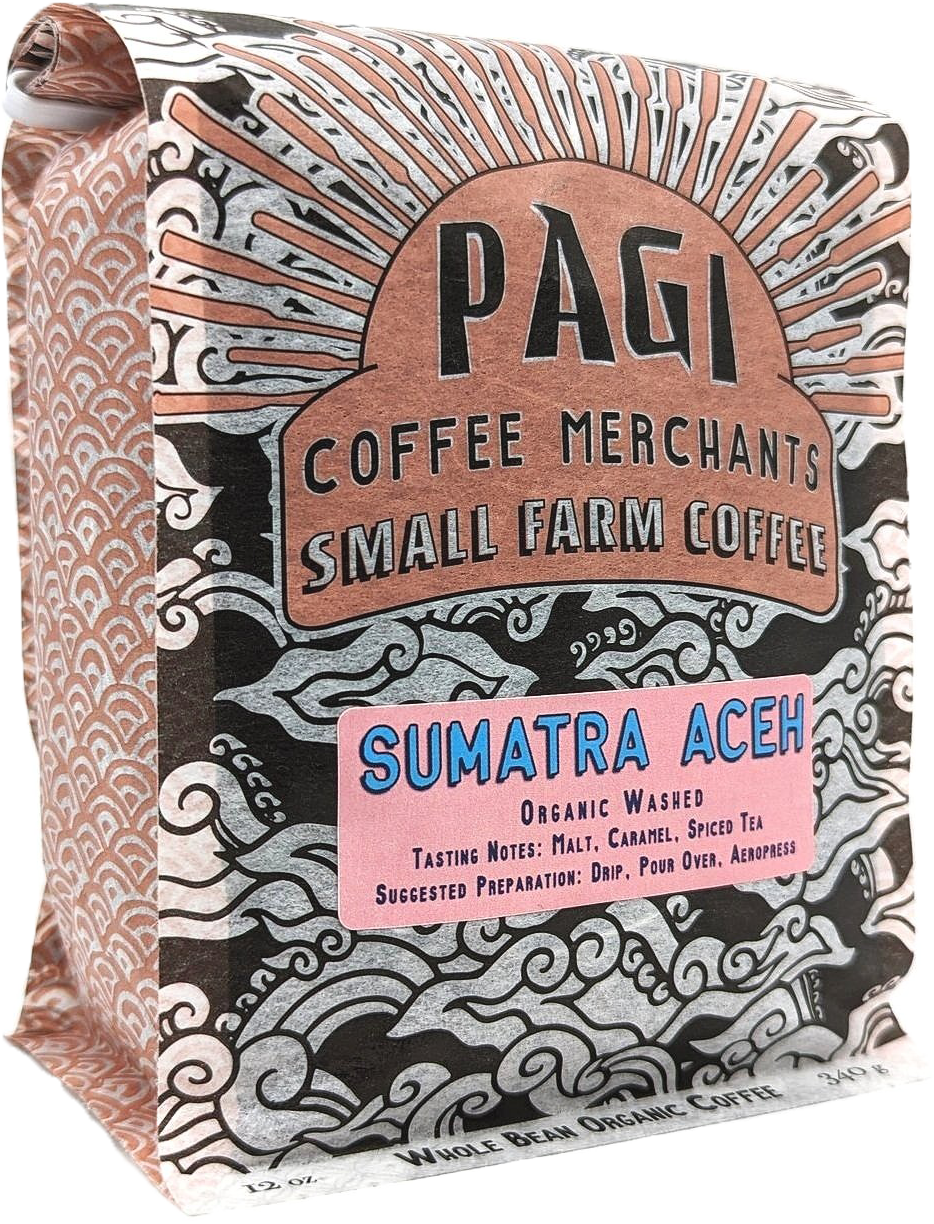 PAGI
COFFEE MERCHANTS
SMALL FARM COFFEE
SUMATRA ACEH
ORGANIC WASHED
TASTING NOTES: MALT, CARAMEL, SPICED TEA
SUGGESTED PREPARATION: DRIP, POUR OVER, AEROPRESS
12 oz. WHOLE BEAN ORGANIC COFFEE 340 g